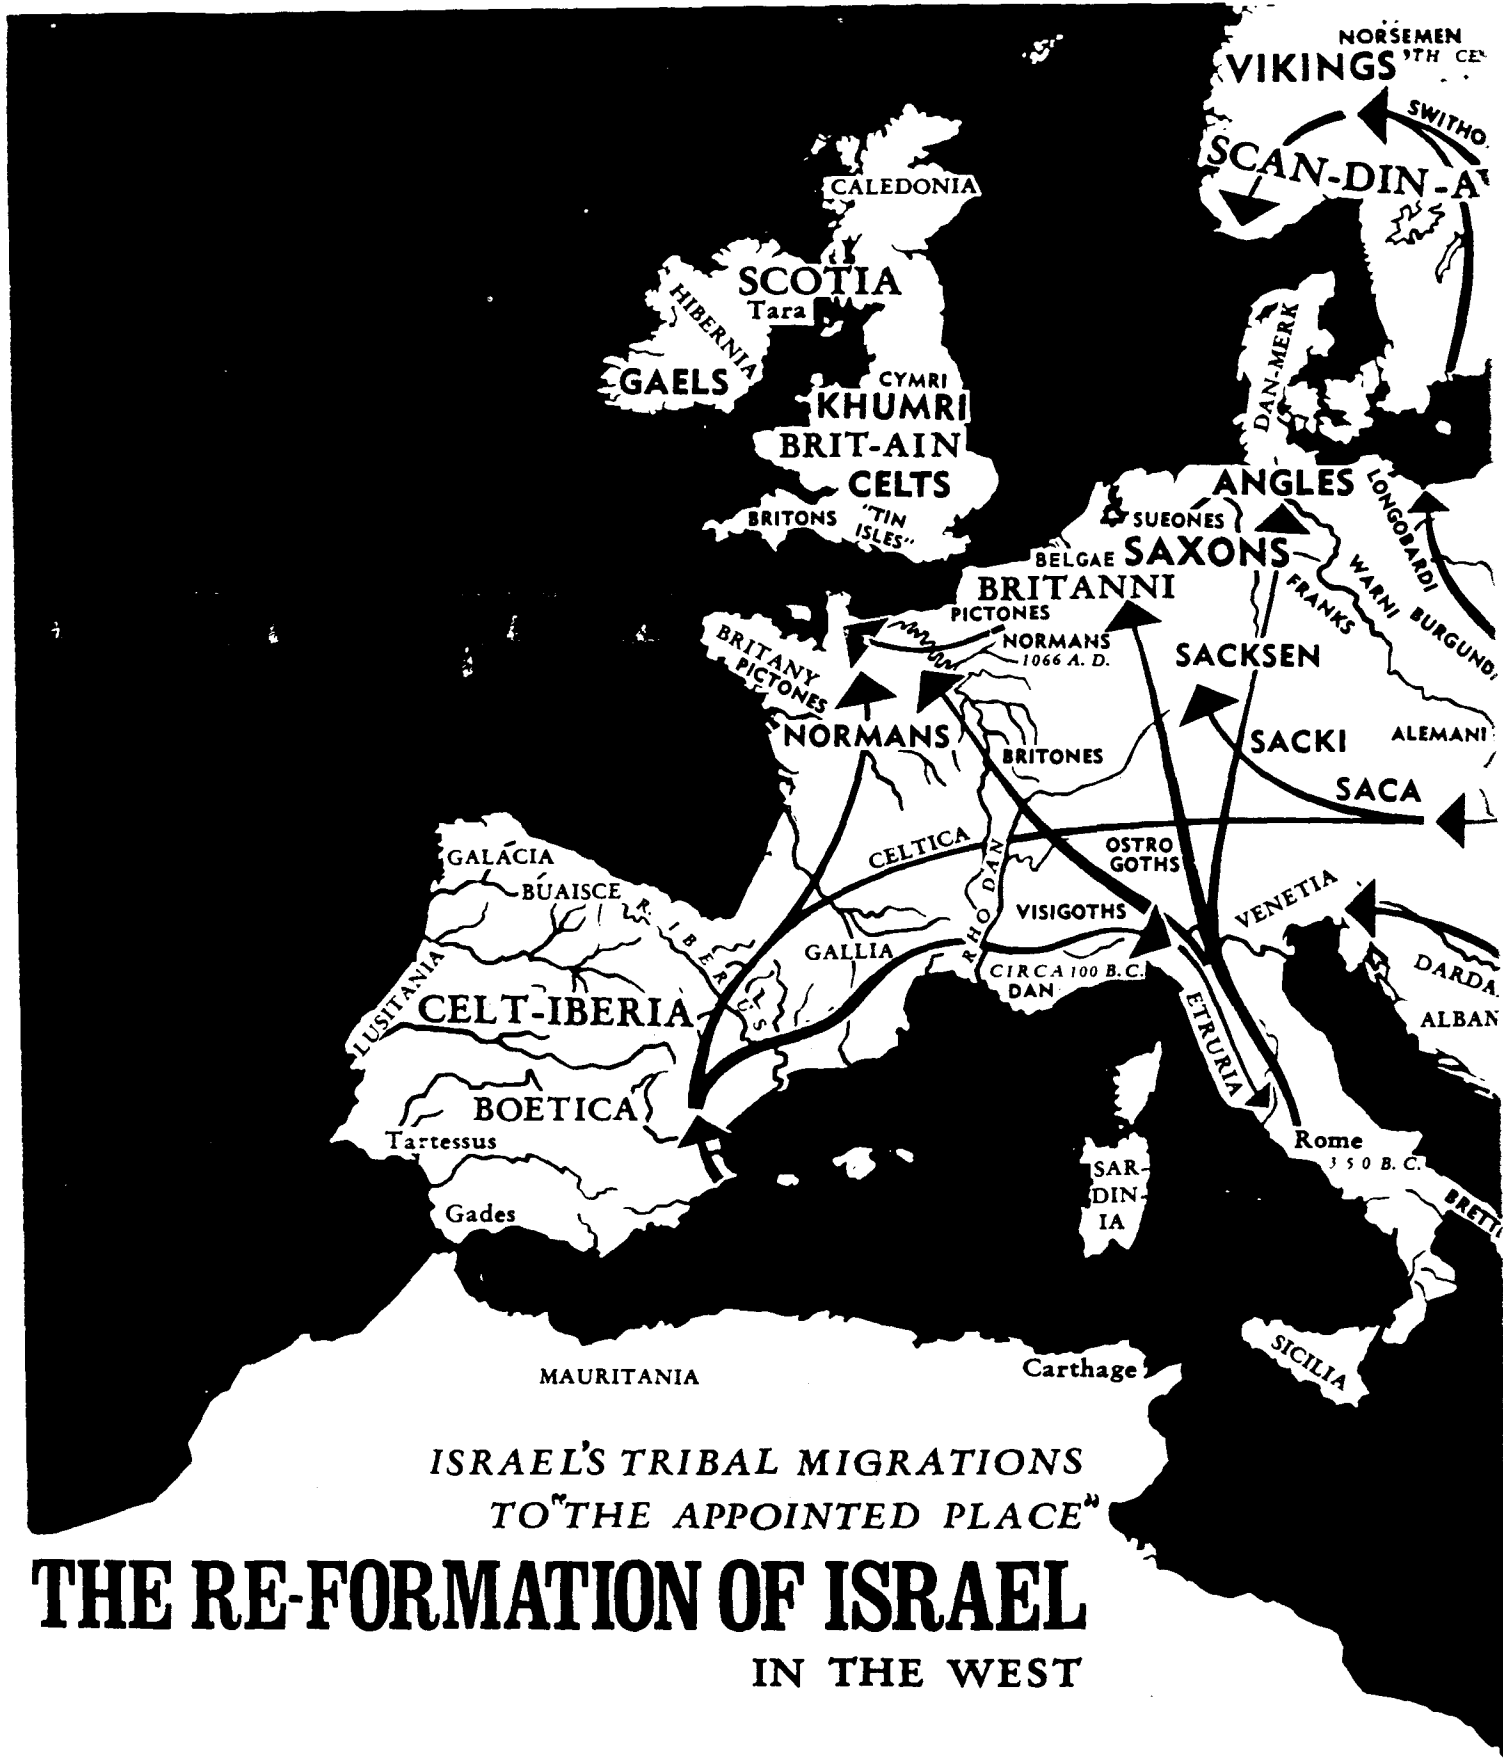 NORSEMEN
VIKINGS 9TH CE
SWITHO
SCAN-DIN-A
CALEDONIA
SCOTIA
Tara
HIBERNIA
GAELS
DAN-MERK
CYMRI
KHUMRI
BRIT-AIN
CELTS
BRITONS "TIN
ISLES"
ANGLES
LONGOBARDI
SUEONES
BELGAE SAXONS
WARNI
FRANKS
BURGUNDI
BRITANNI
PICTONES
NORMANS
1066 A. D.
BRITANY
PICTONES
SACKSEN
NORMANS
BRITONES
SACKI
ALEMANI
SACA
CELTICA
OSTRO
GOTHS
GALACIA
BUAISCE
R. IBERUS
RHO DAN
VISIGOTHS
VENETIA
GALLIA
CIRCA 100 B.C.
DAN
DARDA
ALBAN
LUSITANIA
CELT-IBERIA
ETRURIA
BOETICA
Tartessus
Rome
350 B. C.
Gades
SAR-
DIN-
IA
BRETTI
SICILIA
MAURITANIA
Carthage
ISRAEL'S TRIBAL MIGRATIONS
TO "THE APPOINTED PLACE"
THE RE-FORMATION OF ISRAEL
IN THE WEST